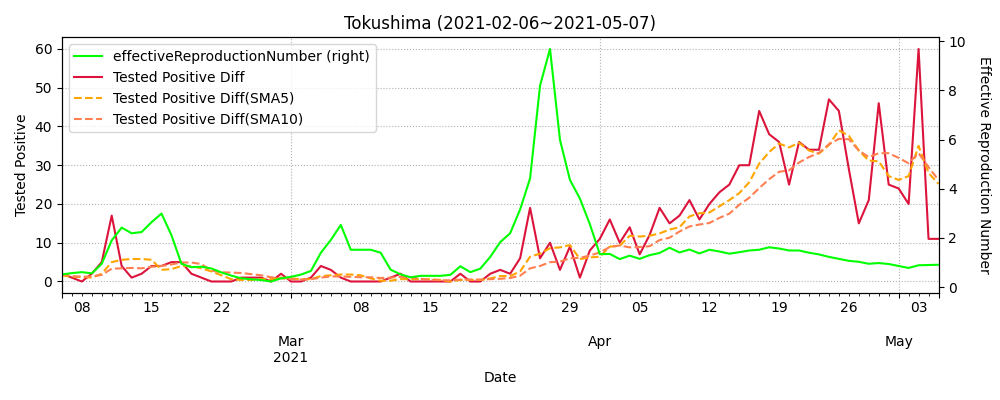 Tokushima (2021-02-06~2021-05-07)
effectiveReproductionNumber (right)
Tested Positive Diff
Tested Positive Diff(SMA5)
Tested Positive Diff(SMA10)
Tested Positive
60
50
40
30
20
10
0
10
8
6
4
2
0
Effective Reproduction Number
08 15 22 08 15 22 29 05 12 19 26 03
Mar Apr May
2021
Date